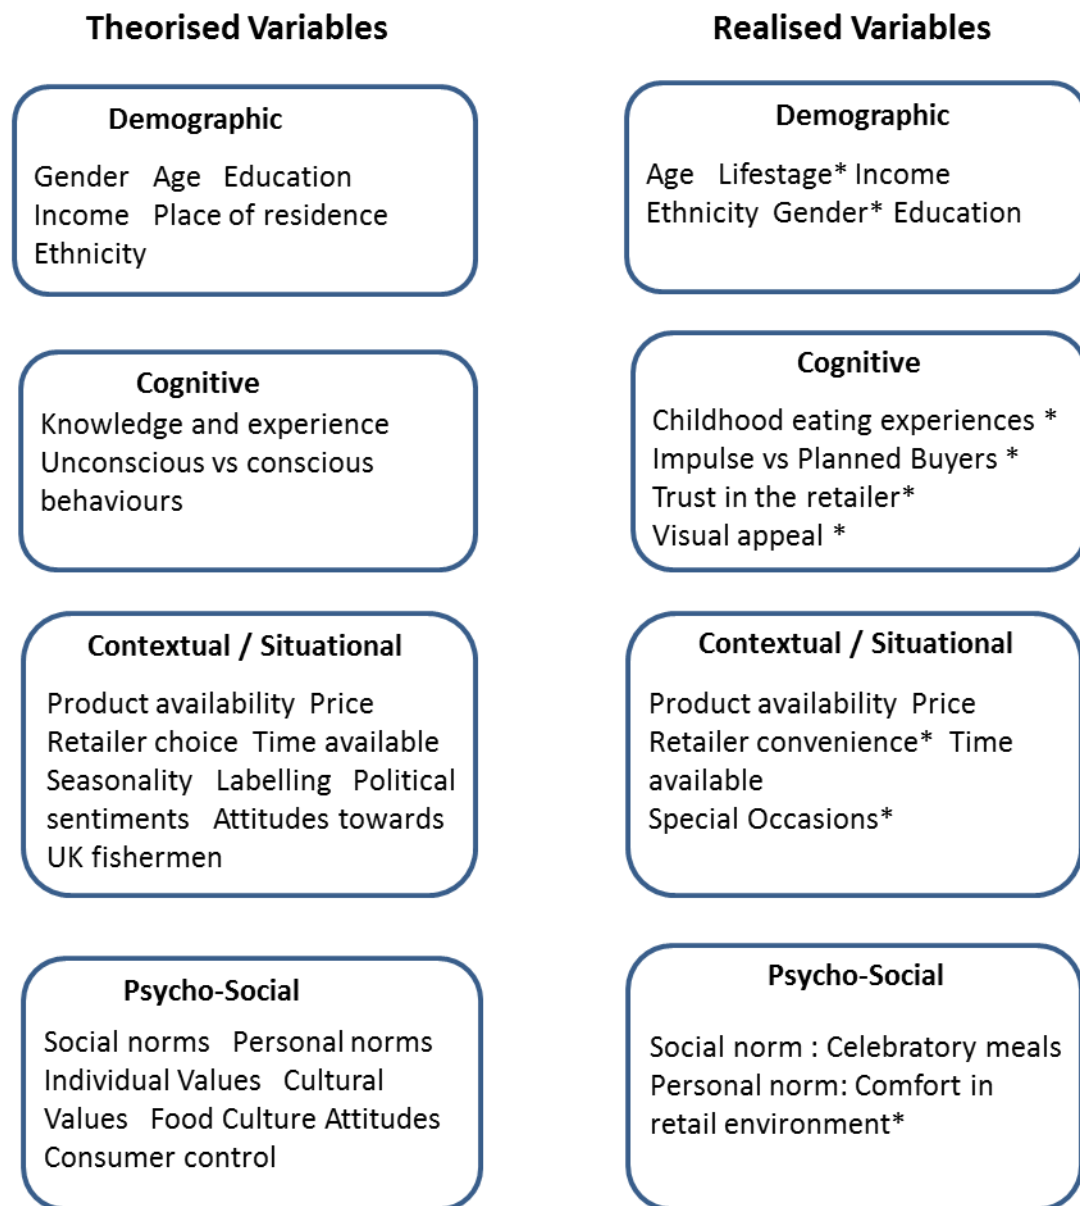 Theorised Variables
Demographic
Gender Age Education
Income Place of residence
Ethnicity
Cognitive
Knowledge and experience
Unconscious vs conscious
behaviours
Contextual / Situational
Product availability Price
Retailer choice Time available
Seasonality Labelling Political
sentiments Attitudes towards
UK fishermen
Psycho-Social
Social norms Personal norms
Individual Values Cultural
Values Food Culture Attitudes
Consumer control
Realised Variables
Demographic
Age Lifestage* Income
Ethnicity Gender* Education
Cognitive
Childhood eating experiences *
Impulse vs Planned Buyers *
Trust in the retailer*
Visual appeal *
Contextual / Situational
Product availability Price
Retailer convenience* Time
available
Special Occasions*
Psycho-Social
Social norm : Celebratory meals
Personal norm: Comfort in
retail environment*